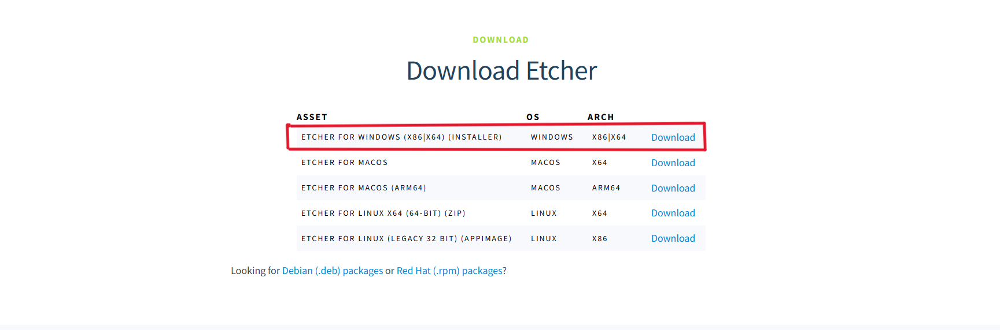 DOWNLOAD
Download Etcher
ASSET OS ARCH
ETCHER FOR WINDOWS (X86|X64) (INSTALLER) WINDOWS X86|X64 Download
ETCHER FOR MACOS MACOS X64 Download
ETCHER FOR MACOS (ARM64) MACOS ARM64 Download
ETCHER FOR LINUX X64 (64-BIT) (ZIP) LINUX X64 Download
ETCHER FOR LINUX (LEGACY 32 BIT) (APPIMAGE) LINUX X86 Download
Looking for Debian (.deb) packages or Red Hat (.rpm) packages?